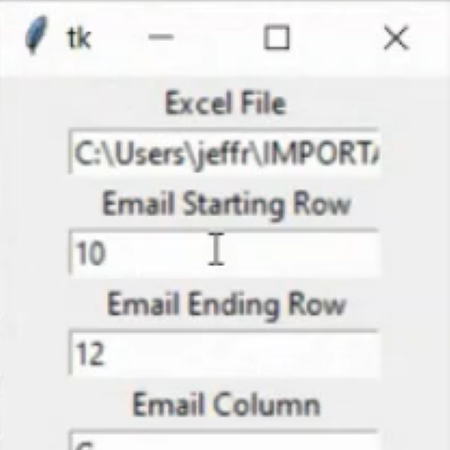 tk
Excel File
C:\Users\jeffr\IMPORT
Email Starting Row
10
Email Ending Row
12
Email Column